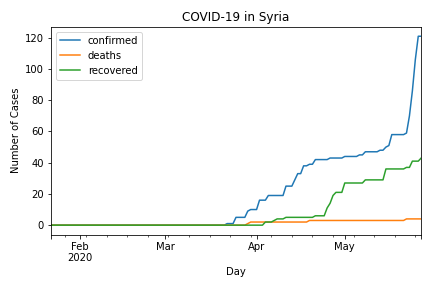 COVID-19 in Syria
confirmed
deaths
recovered
120
100
80
60
40
20
0
Number of Cases
Feb Mar Apr May
2020
Day